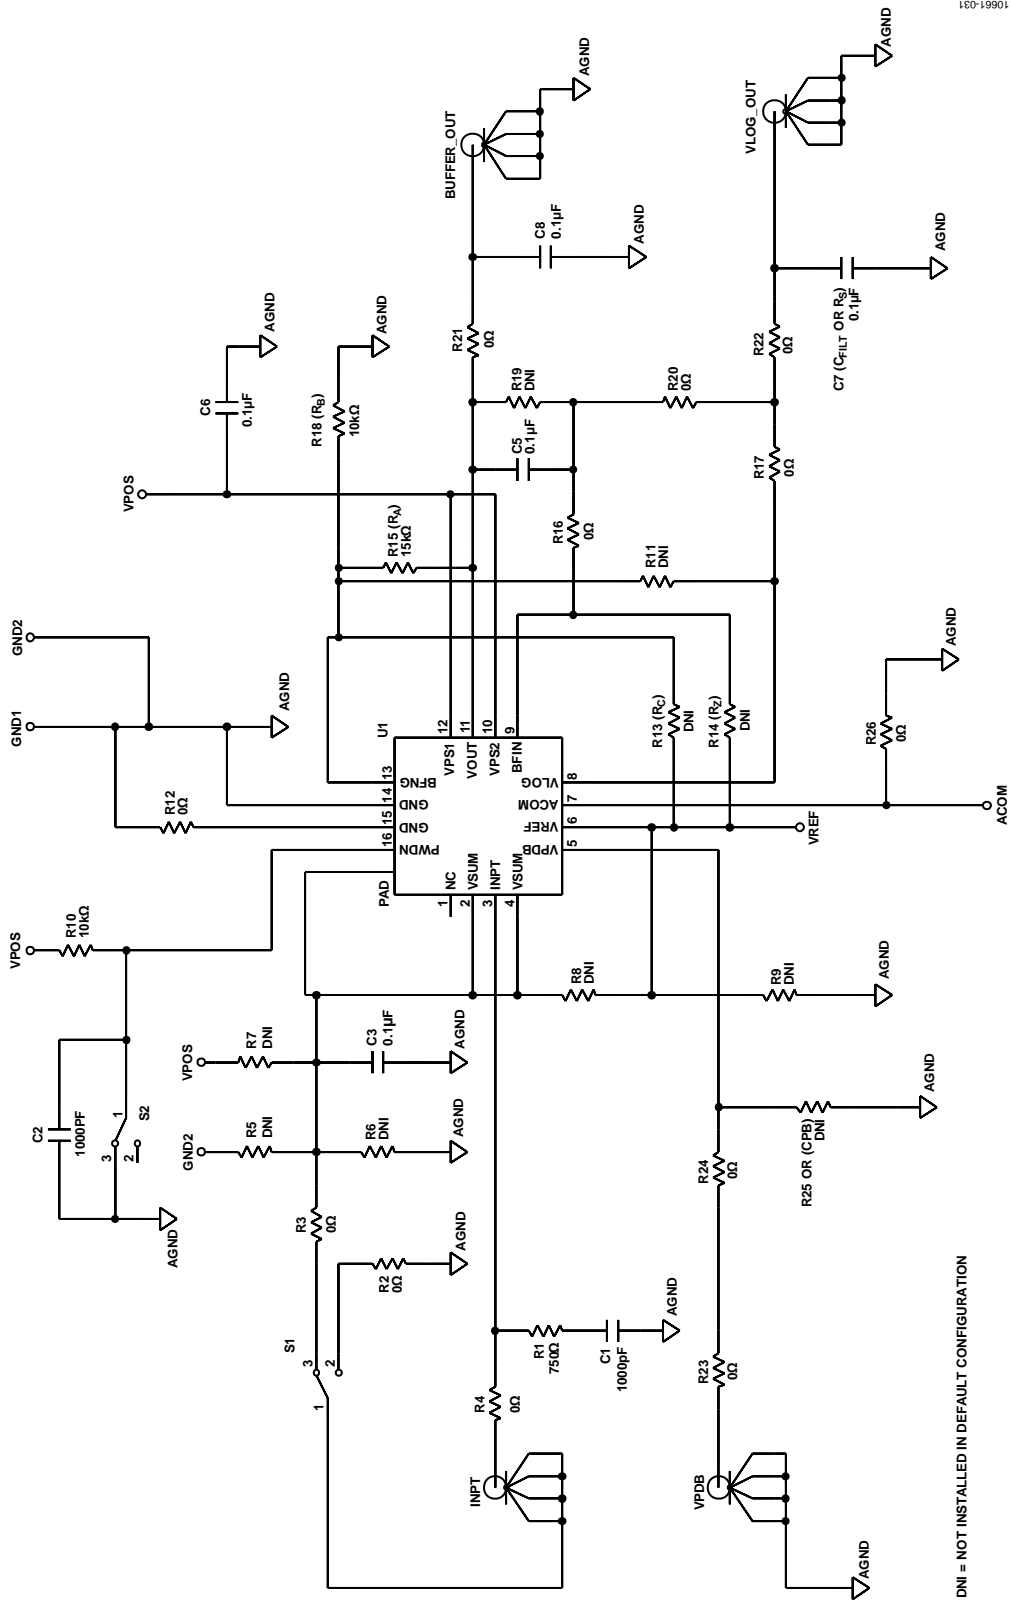 10661-031
VPOS
R10
10kΩ
C2
1000PF
1
S2
3
2
AGND
GND1
GND2
R12
0Ω
AGND
VPOS
C6
0.1µF
AGND
VPOS
R7
DNI
GND2
R5
DNI
C3
0.1µF
AGND
R6
DNI
AGND
R3
0Ω
R2
0Ω
AGND
S1
3
2
1
R18 (RB)
10kΩ
AGND
R15 (RA)
15kΩ
U1
PAD
16
15
14
13
PWDN
GND
GND
BFNG
1
2
3
4
NC
VSUM
INPT
VSUM
12
11
10
9
VPS1
VOUT
VPS2
BFIN
VPDB
VREF
ACOM
VLOG
5
6
7
8
R21
0Ω
BUFFER_OUT
AGND
C8
0.1µF
AGND
R19
DNI
C5
0.1µF
R16
0Ω
R20
0Ω
R11
DNI
R17
0Ω
R22
0Ω
VLOG_OUT
AGND
C7 (CFILT OR RS)
0.1µF
AGND
R13 (RC)
DNI
R14 (RZ)
DNI
R26
0Ω
AGND
VREF
ACOM
R8
DNI
R9
DNI
AGND
INPT
R4
0Ω
R1
750Ω
C1
1000pF
AGND
VPDB
R23
0Ω
R24
0Ω
R25 OR (CPB)
DNI
AGND
AGND
DNI = NOT INSTALLED IN DEFAULT CONFIGURATION